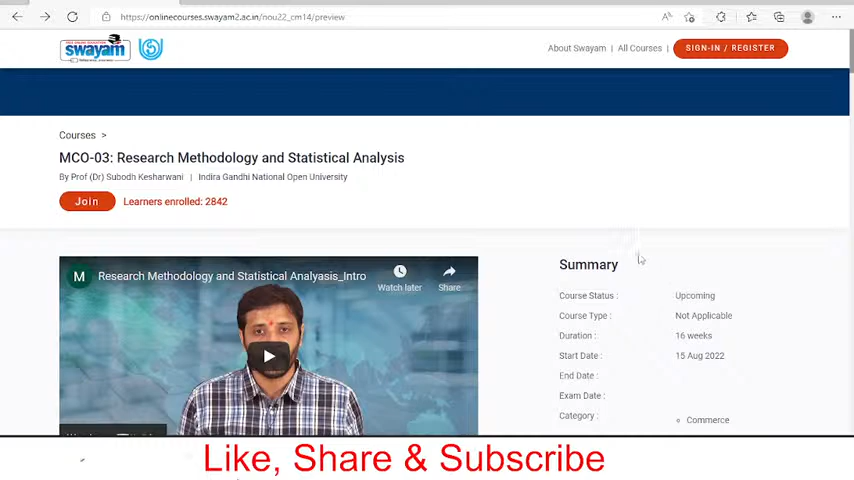 https://onlinecourses.swayam2.ac.in/nou22_cm14/preview
swayam
About Swayam | All Courses |
SIGN-IN / REGISTER
Courses >
MCO-03: Research Methodology and Statistical Analysis
By Prof (Dr) Subodh Kesharwani | Indira Gandhi National Open University
Join
Learners enrolled: 2842
M
Research Methodology and Statistical Analyasis_Intro
Watch later
Share
Summary
Course Status : Upcoming
Course Type : Not Applicable
Duration : 16 weeks
Start Date : 15 Aug 2022
End Date :
Exam Date :
Category :
Commerce
Like, Share & Subscribe